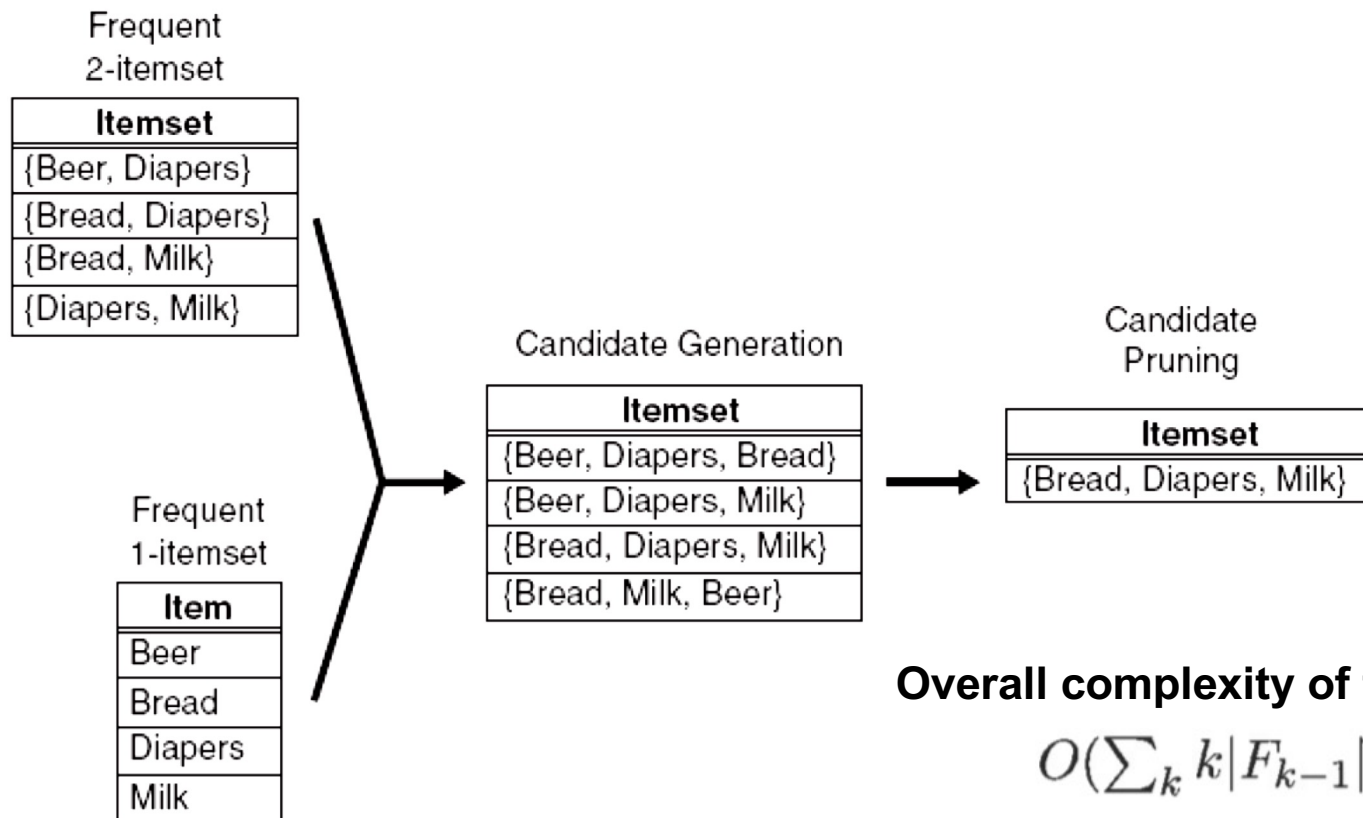 Frequent
2-itemset
Itemset
{Beer, Diapers}
{Bread, Diapers}
{Bread, Milk}
{Diapers, Milk}
Frequent
1-itemset
Item
Beer
Bread
Diapers
Milk
Candidate Generation
Itemset
{Beer, Diapers, Bread}
{Beer, Diapers, Milk}
{Bread, Diapers, Milk}
{Bread, Milk, Beer}
Candidate
Pruning
Itemset
{Bread, Diapers, Milk}
Overall complexity of
O(∑ₖ k|Fₖ₋₁|